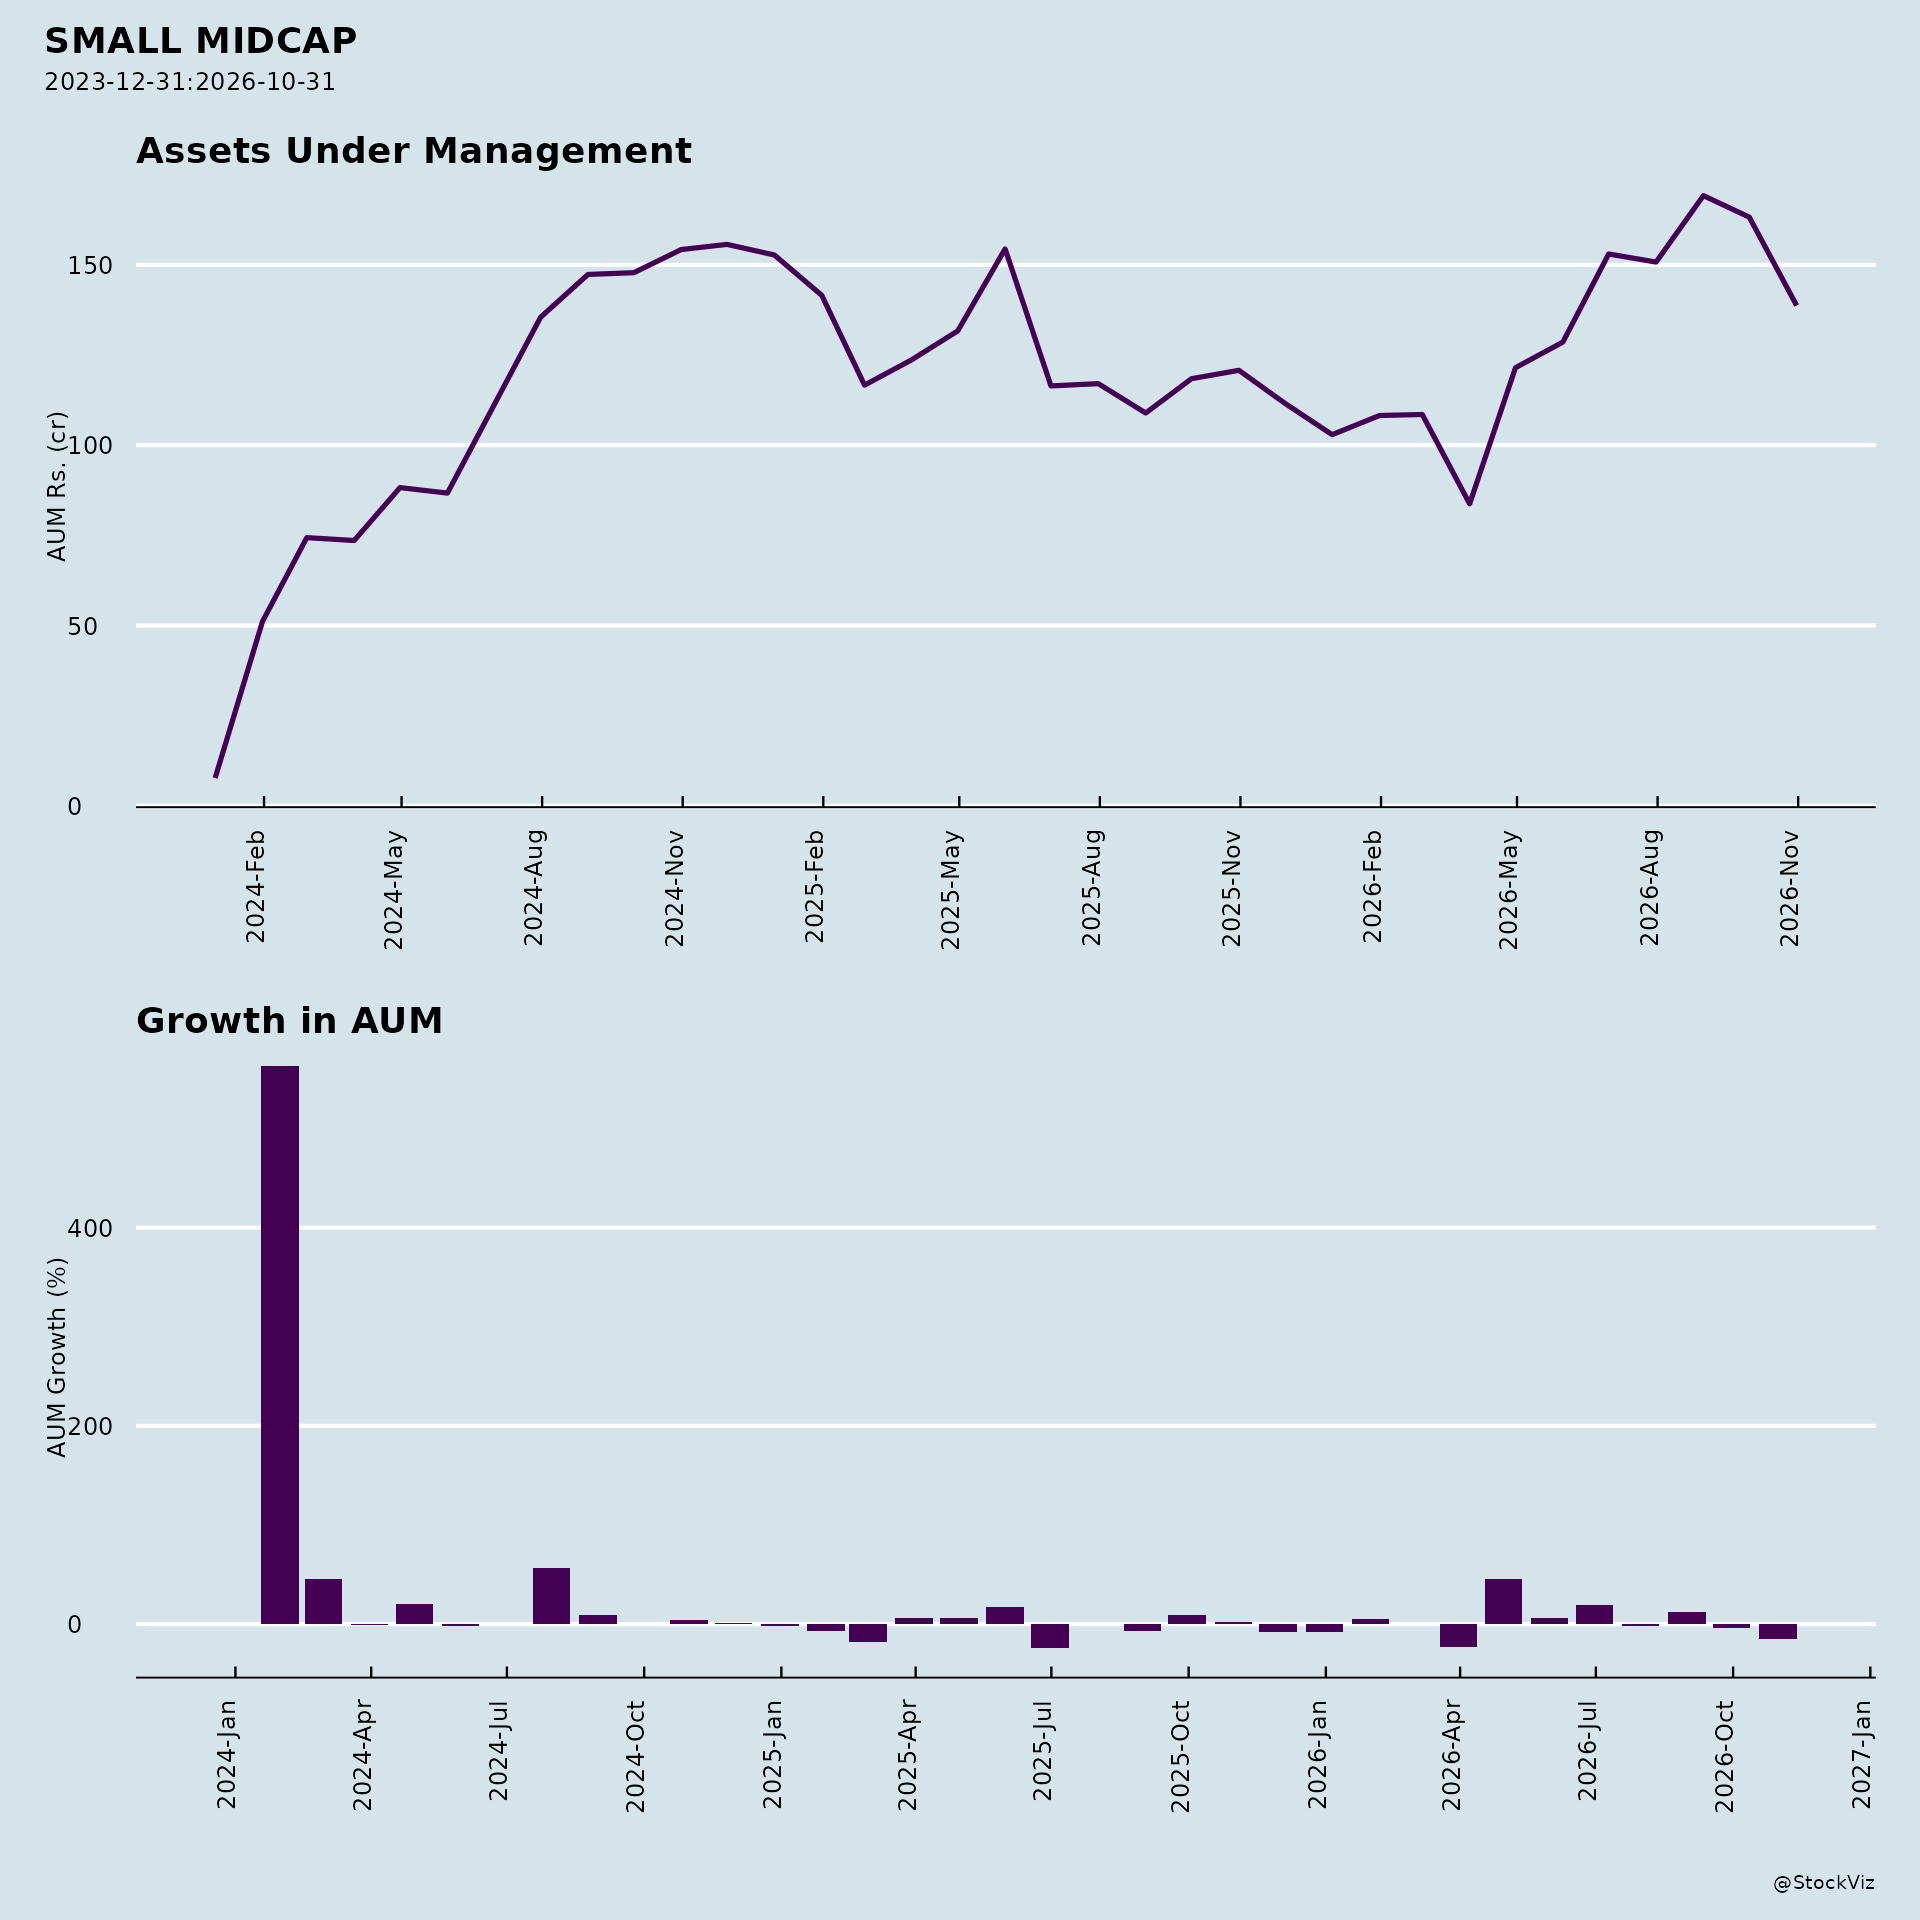 SMALL MIDCAP
2023-12-31:2026-10-31
Assets Under Management
AUM Rs. (cr)
150
100
50
0
2024-Feb
2024-May
2024-Aug
2024-Nov
2025-Feb
2025-May
2025-Aug
2025-Nov
2026-Feb
2026-May
2026-Aug
2026-Nov
Growth in AUM
AUM Growth (%)
400
200
0
2024-Jan
2024-Apr
2024-Jul
2024-Oct
2025-Jan
2025-Apr
2025-Jul
2025-Oct
2026-Jan
2026-Apr
2026-Jul
2026-Oct
2027-Jan
@StockViz